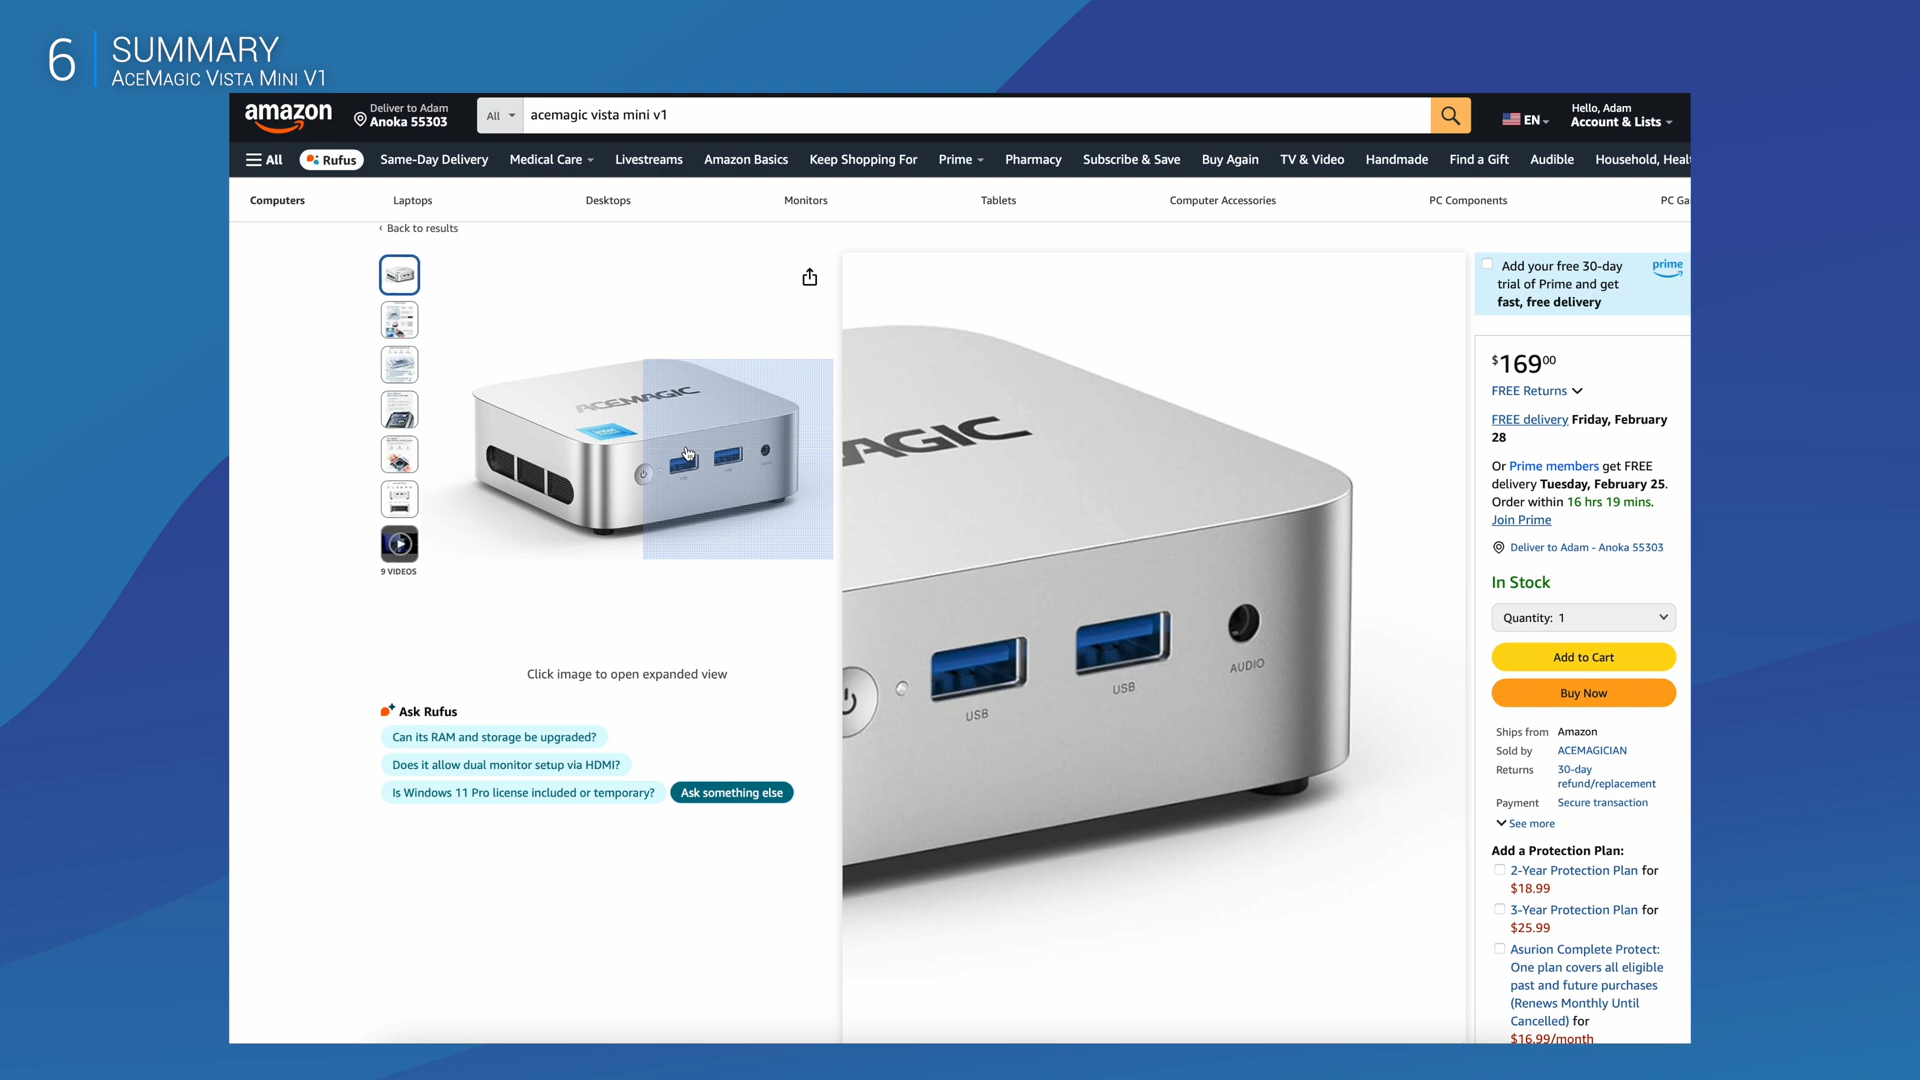 6
SUMMARY
ACEMAGIC VISTA MINI V1
amazon
Deliver to Adam
Anoka 55303
All
acemagic vista mini v1
EN
Hello, Adam
Account & Lists
All
Rufus
Same-Day Delivery
Medical Care
Livestreams
Amazon Basics
Keep Shopping For
Prime
Pharmacy
Subscribe & Save
Buy Again
TV & Video
Handmade
Find a Gift
Audible
Household, Healt
Computers
Laptops
Desktops
Monitors
Tablets
Computer Accessories
PC Components
PC Ga
‹ Back to results
9 VIDEOS
ACEMAGIC
intel
Click image to open expanded view
Ask Rufus
Can its RAM and storage be upgraded?
Does it allow dual monitor setup via HDMI?
Is Windows 11 Pro license included or temporary?
Ask something else
MAGIC
USB
USB
AUDIO
Add your free 30-day
trial of Prime and get
fast, free delivery
prime
$16900
FREE Returns
FREE delivery Friday, February
28
Or Prime members get FREE
delivery Tuesday, February 25.
Order within 16 hrs 19 mins.
Join Prime
Deliver to Adam - Anoka 55303
In Stock
Quantity: 1
Add to Cart
Buy Now
Ships from Amazon
Sold by ACEMAGICIAN
Returns 30-day
refund/replacement
Payment Secure transaction
See more
Add a Protection Plan:
2-Year Protection Plan for
$18.99
3-Year Protection Plan for
$25.99
Asurion Complete Protect:
One plan covers all eligible
past and future purchases
(Renews Monthly Until
Cancelled) for
$16.99/month